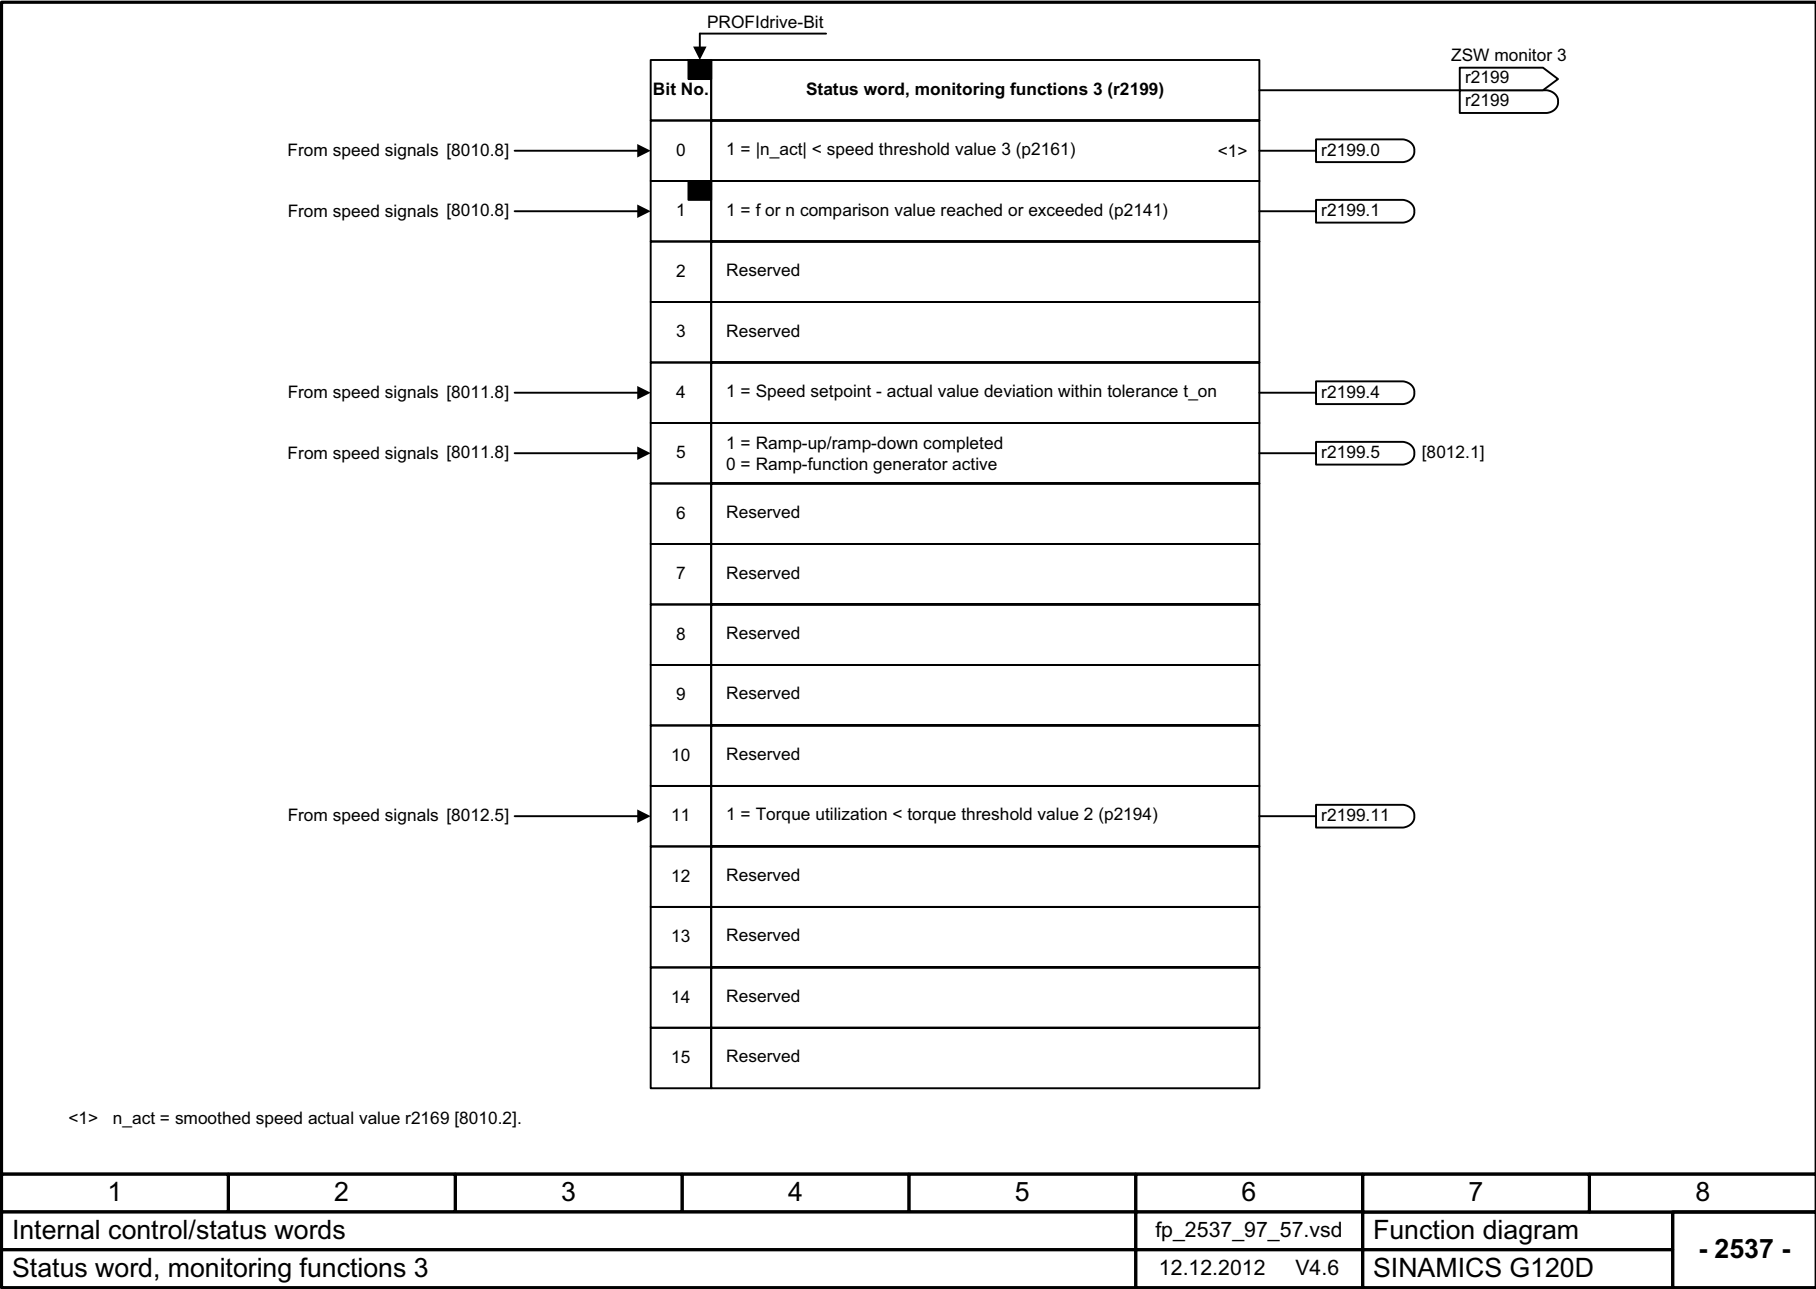 PROFIdrive-Bit
ZSW monitor 3
r2199
r2199
Bit No. Status word, monitoring functions 3 (r2199)
From speed signals [8010.8] 0 1 = |n_act| < speed threshold value 3 (p2161) <1> r2199.0
From speed signals [8010.8] 1 1 = f or n comparison value reached or exceeded (p2141) r2199.1
2 Reserved
3 Reserved
From speed signals [8011.8] 4 1 = Speed setpoint - actual value deviation within tolerance t_on r2199.4
From speed signals [8011.8] 5 1 = Ramp-up/ramp-down completed
0 = Ramp-function generator active r2199.5 [8012.1]
6 Reserved
7 Reserved
8 Reserved
9 Reserved
10 Reserved
From speed signals [8012.5] 11 1 = Torque utilization < torque threshold value 2 (p2194) r2199.11
12 Reserved
13 Reserved
14 Reserved
15 Reserved
<1> n_act = smoothed speed actual value r2169 [8010.2].
1 2 3 4 5 6 7 8
Internal control/status words fp_2537_97_57.vsd Function diagram
- 2537 -
Status word, monitoring functions 3 12.12.2012 V4.6 SINAMICS G120D